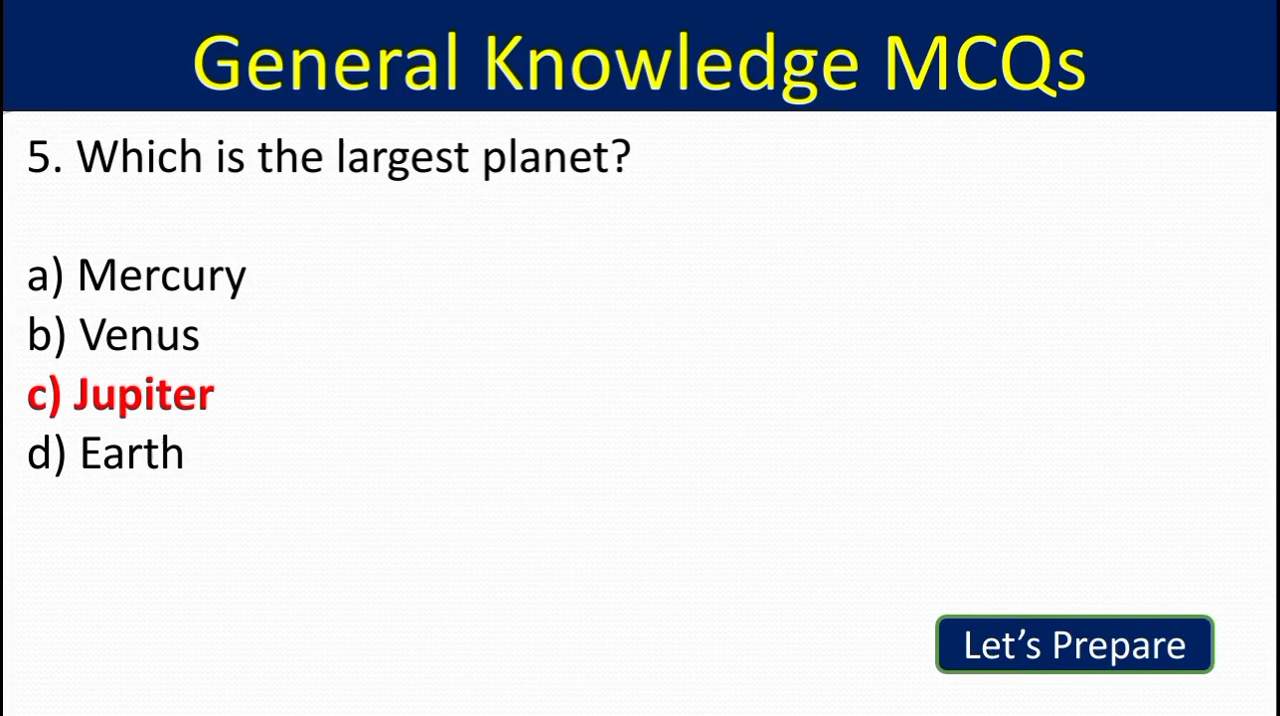 General Knowledge MCQs
5. Which is the largest planet?
a) Mercury
b) Venus
c) Jupiter
d) Earth
Let’s Prepare